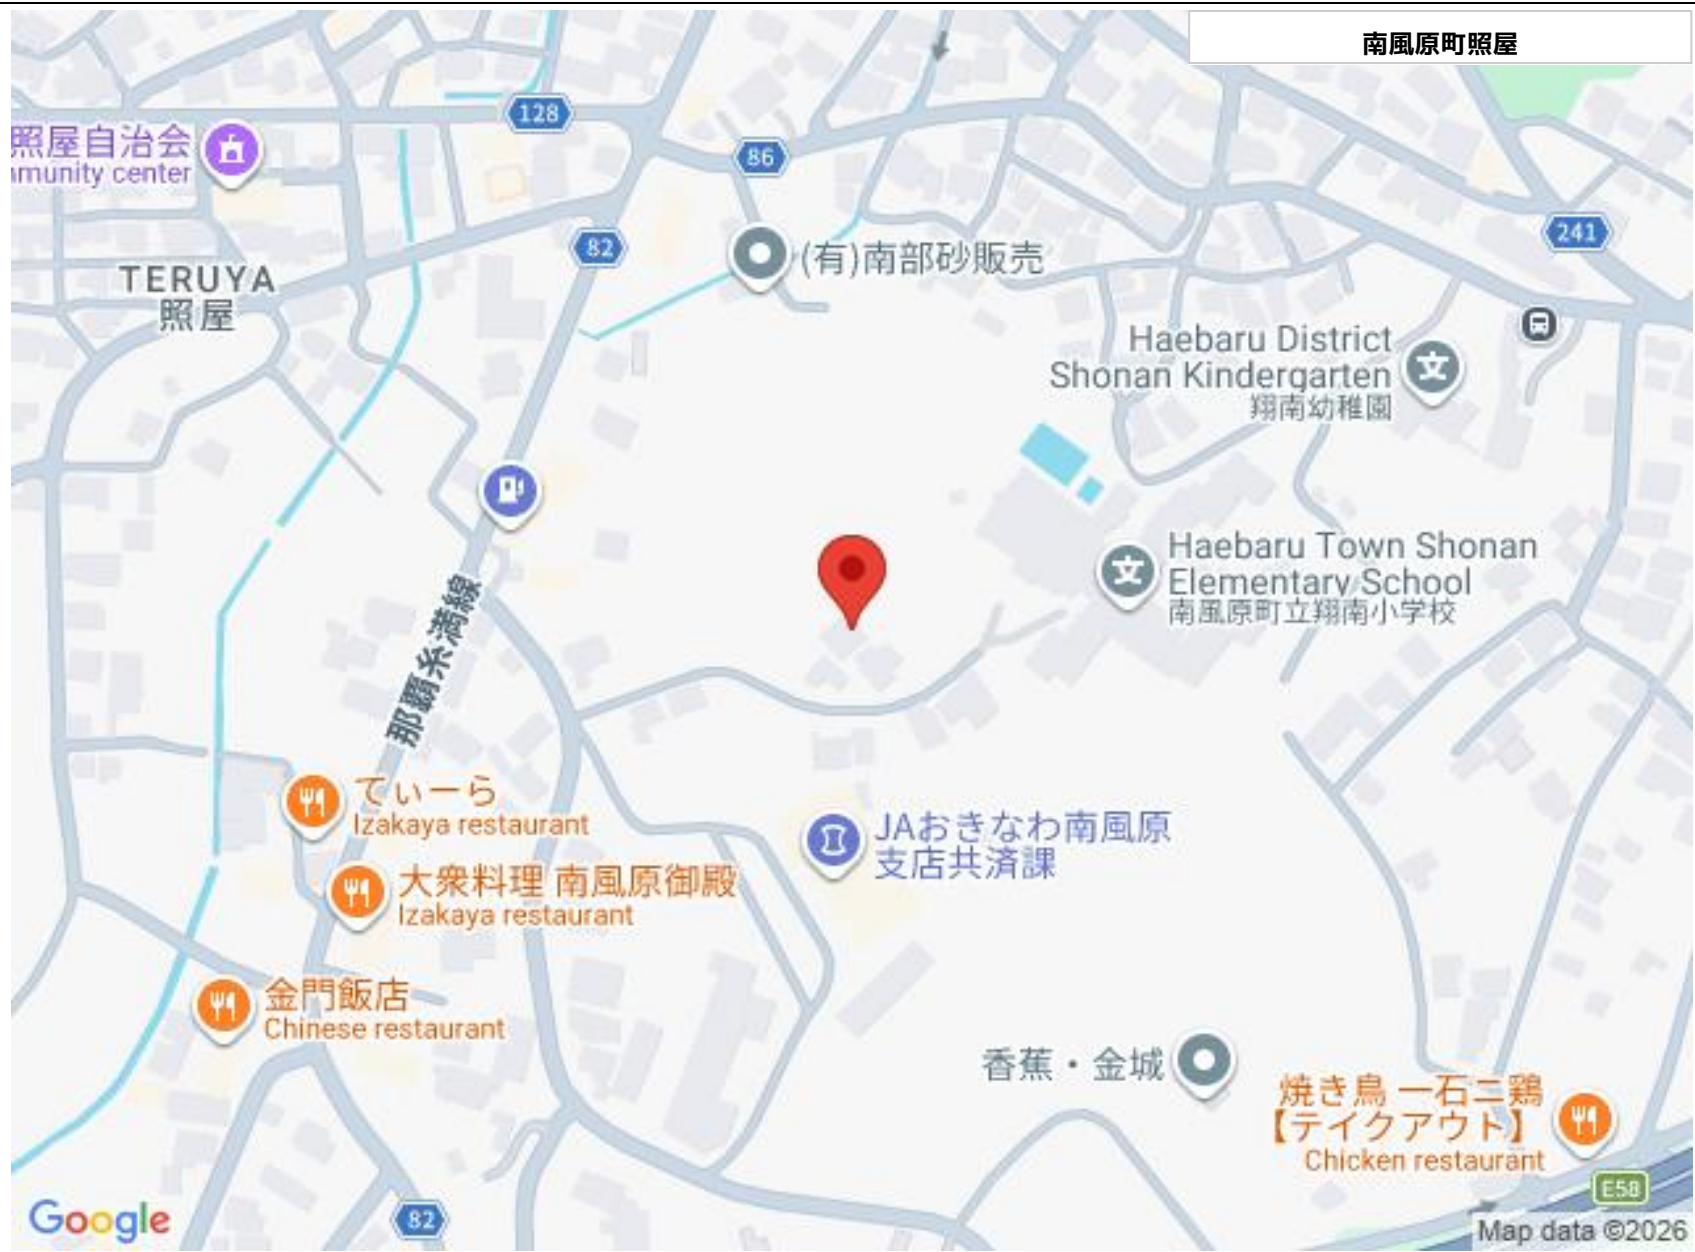 南風原町照屋
128
照屋自治会
munity center
86
82
241
(有)南部砂販売
TERUYA
照屋
Haebaru District
Shonan Kindergarten
翔南幼稚園
Haebaru Town Shonan
Elementary School
南風原町立翔南小学校
那覇糸満線
てぃーら
Izakaya restaurant
JAおきなわ南風原
支店共済課
大衆料理 南風原御殿
Izakaya restaurant
金門飯店
Chinese restaurant
香蕉・金城
焼き鳥 一石二鶏
【テイクアウト】
Chicken restaurant
E58
82
Google
Map data ©2026